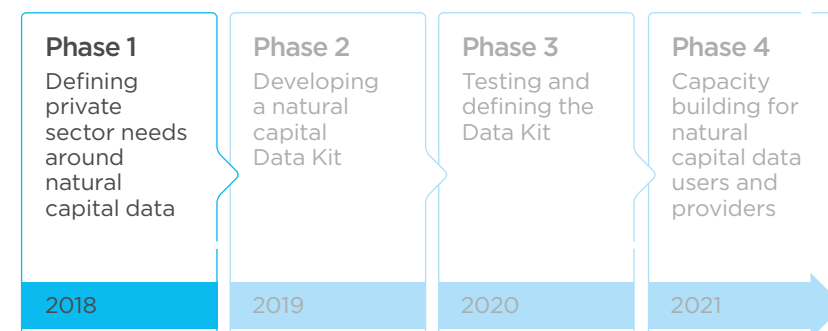 Phase 1
Defining
private
sector needs
around
natural
capital data
2018
Phase 2
Developing
a natural
capital
Data Kit
2019
Phase 3
Testing and
defining the
Data Kit
2020
Phase 4
Capacity
building for
natural
capital data
users and
providers
2021